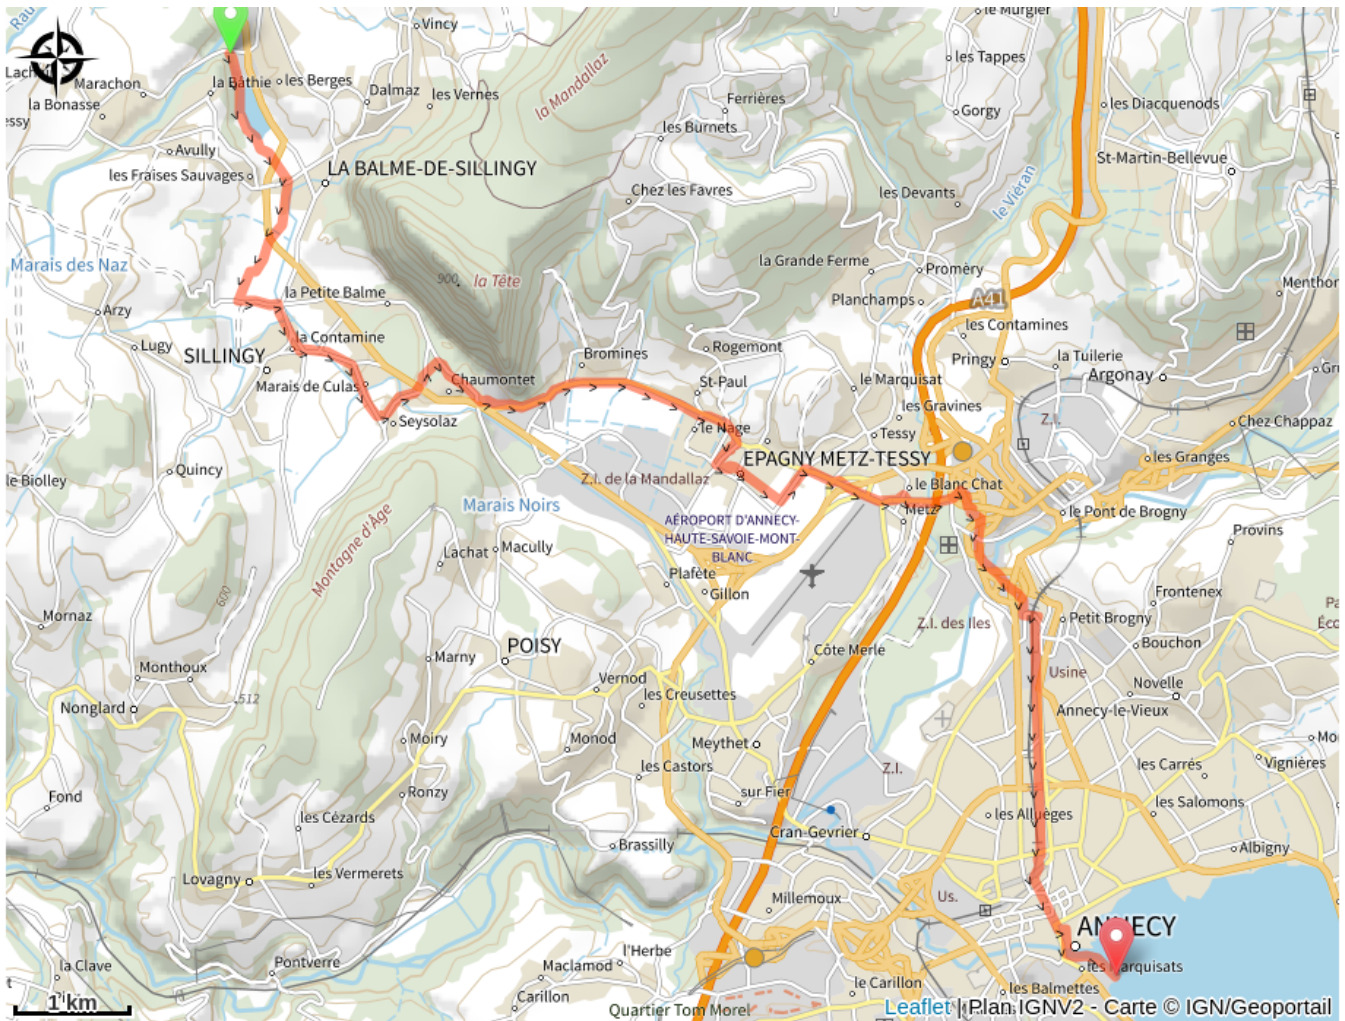 le Murgier
Vincy
les Tappes
la Mandallaz
la Bâthie
les Berges
Marachon
Dalmaz
les Vernes
Ferrières
les Diacquenods
la Bonasse
Gorgy
essy
les Burnets
Avully
St-Martin-Bellevue
LA BALME-DE-SILLINGY
les Fraises Sauvages
Chez les Favres
les Devants
le Viéran
Marais des Naz
la Grande Ferme
Promèry
900
la Tête
Menthon
la Petite Balme
Planchamps
A41
Arzy
les Contamines
la Contamine
Lugy
SILLINGY
Bromines
Rogemont
Pringy
la Tuilerie
Argonay
Marais de Culas
Chaumontet
St-Paul
le Marquisat
les Gravines
Z.I.
Chez Chappaz
Seysolaz
le Nage
Tessy
EPAGNY METZ-TESSY
les Granges
Quincy
le Biolley
Z.I. de la Mandallaz
le Blanc Chat
Marais Noirs
Metz
le Pont de Brogny
AÉROPORT D'ANNECY-
HAUTE-SAVOIE-MONT-
BLANC
Provins
Montagne d'Âge
Lachat
Macully
Plafète
Gillon
600
Frontenex
Mornaz
Z.I. des Iles
Petit Brogny
POISY
Côte Merle
Bouchon
Marny
Monthoux
Vernod
Usine
les Creusettes
Novelle
512
Nonglard
Annecy-le-Vieux
Moiry
Monod
Meythet
les Castors
Z.I.
les Carrés
Vignières
Fond
Ronzy
sur Fier
les Salomons
les Cézards
les Allueges
Cran-Gevrier
Brassilly
Albigny
Lovagny
les Vermerets
Us.
Millemoux
ANNECY
l'Herbe
Pontverre
la Clave
Maclamod
les Marquisats
Carillon
le Carillon
les Balmettes
1 km
Quartier Tom Morel
Leaflet | Plan IGNV2 - Carte © IGN/Geoportail